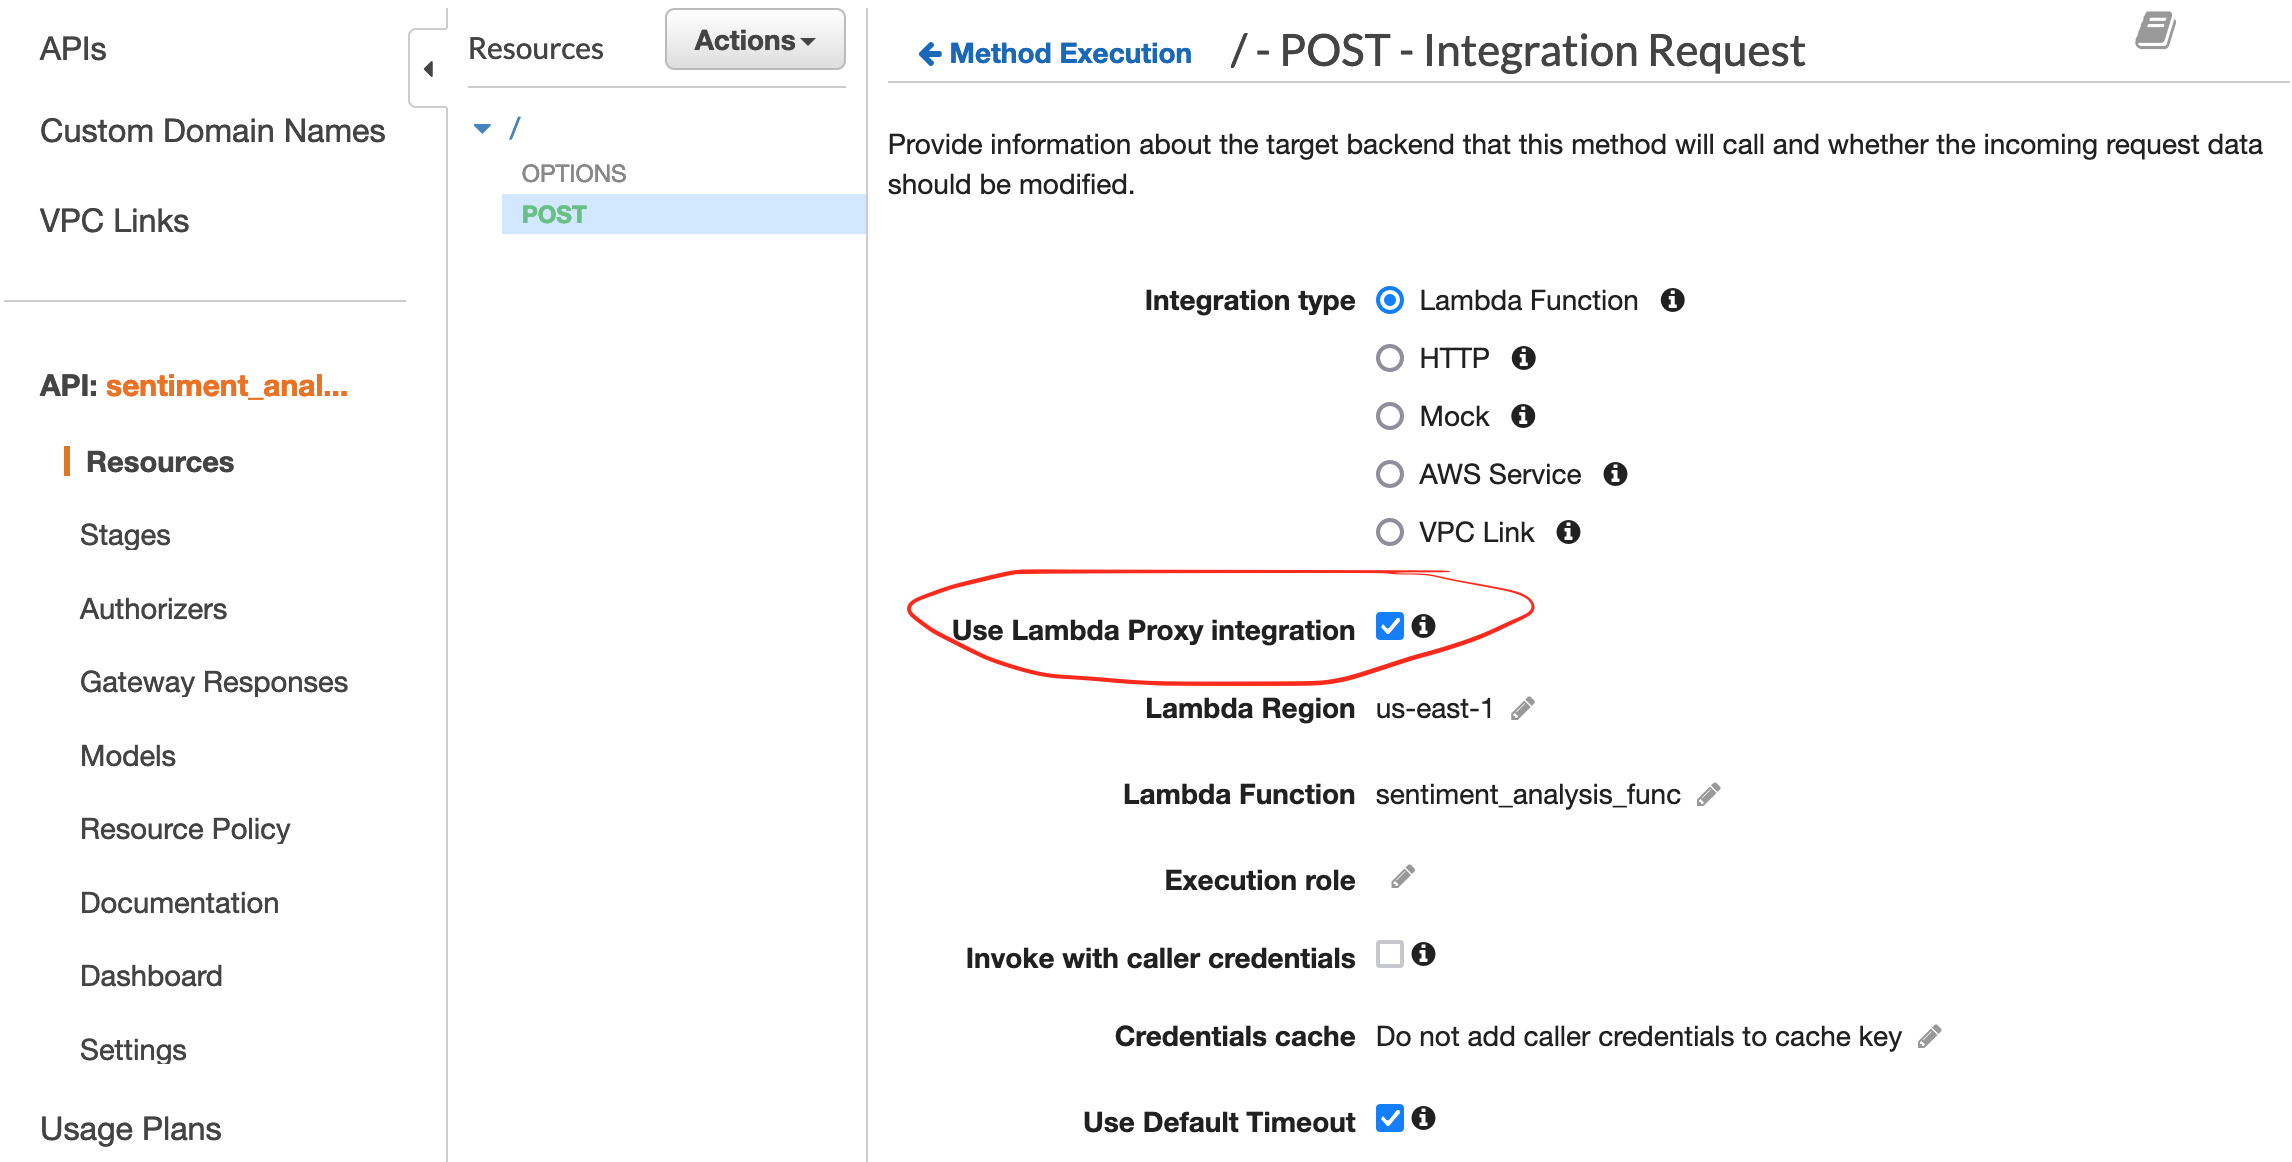 APIs
Custom Domain Names
VPC Links
API: sentiment_anal...
Resources
Stages
Authorizers
Gateway Responses
Models
Resource Policy
Documentation
Dashboard
Settings
Usage Plans
Resources
Actions
/
OPTIONS
POST
Method Execution / - POST - Integration Request
Provide information about the target backend that this method will call and whether the incoming request data
should be modified.
Integration type Lambda Function
HTTP
Mock
AWS Service
VPC Link
Use Lambda Proxy integration
Lambda Region us-east-1
Lambda Function sentiment_analysis_func
Execution role
Invoke with caller credentials
Credentials cache Do not add caller credentials to cache key
Use Default Timeout